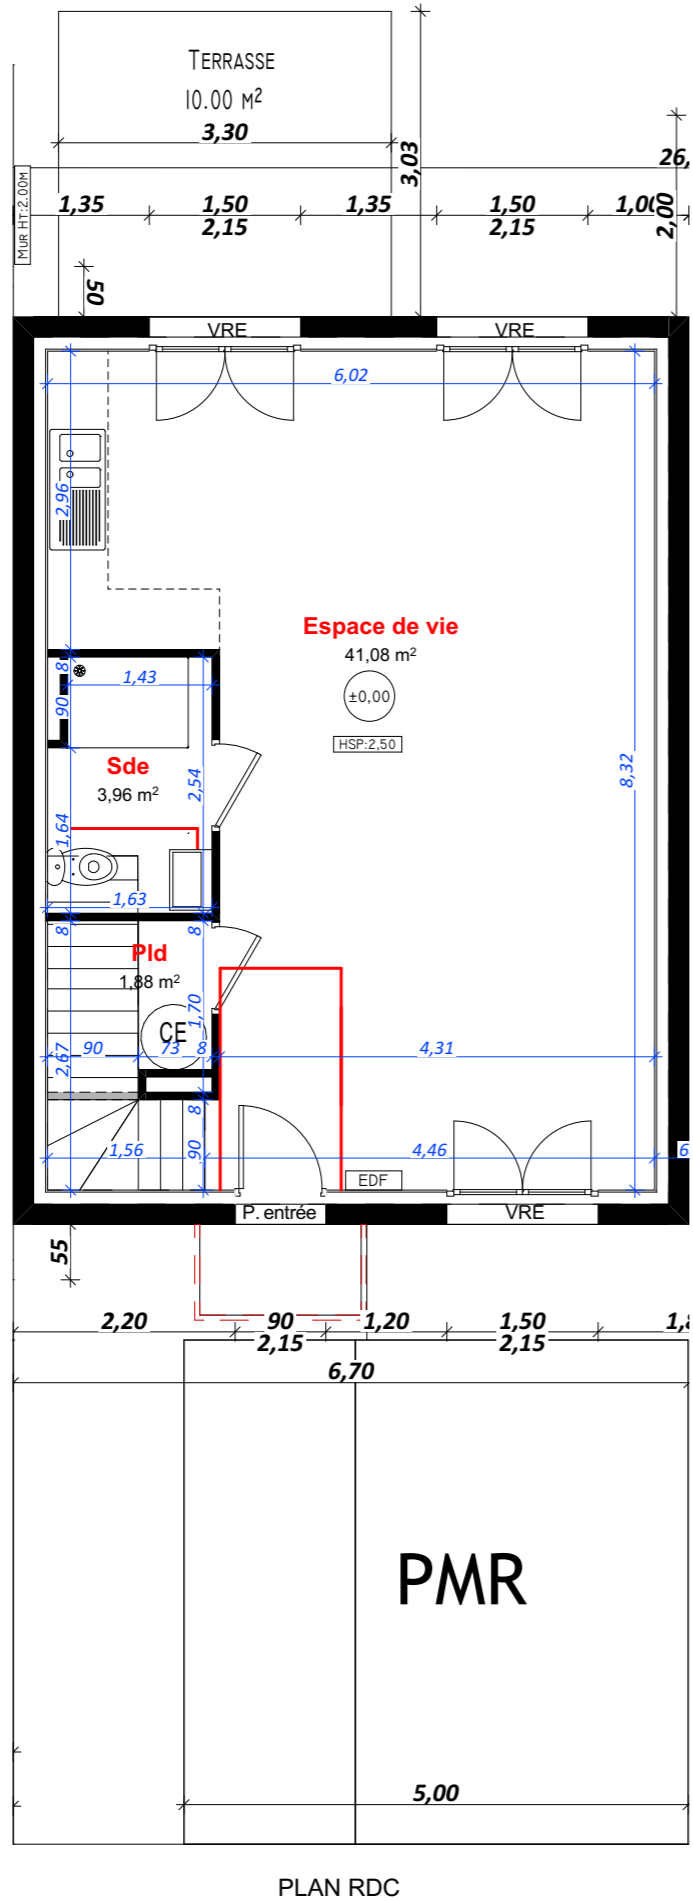 TERRASSE
10.00 M²
3,30
3,03
26,
MUR HT:2.00M
1,35
1,50
2,15
1,35
1,50
2,15
1,00
2,00
50
VRE
VRE
6,02
2,96
Espace de vie
41,08 m²
±0,00
HSP:2,50
8
1,43
90
Sde
3,96 m²
2,54
8,32
1,64
1,63
8
8
Pld
1,88 m²
1,70
CE
2,67
90
73
8
4,31
8
1,56
90
4,46
6
EDF
P. entrée
VRE
55
2,20
90
2,15
1,20
1,50
2,15
1,8
6,70
PMR
5,00
PLAN RDC